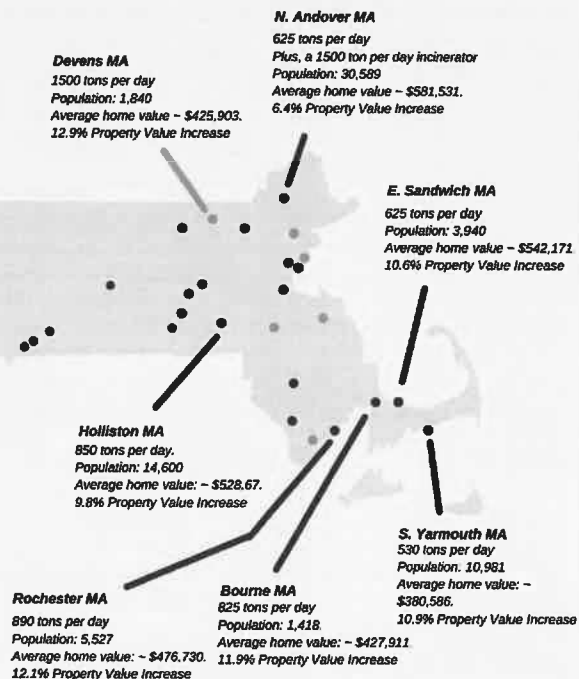 N. Andover MA
625 tons per day
Plus, a 1500 ton per day incinerator
Population: 30,589
Average home value ~ $581,531.
6.4% Property Value Increase
Devens MA
1500 tons per day
Population: 1,840
Average home value ~ $425,903.
12.9% Property Value Increase
E. Sandwich MA
625 tons per day
Population: 3,940
Average home value ~ $542,171
10.6% Property Value Increase
Holliston MA
850 tons per day.
Population: 14,600
Average home value: ~ $528.67.
9.8% Property Value Increase
S. Yarmouth MA
530 tons per day
Population. 10,981
Average home value: ~
$380,586.
10.9% Property Value Increase
Rochester MA
890 tons per day
Population: 5,527
Average home value: ~ $476.730.
12.1% Property Value Increase
Bourne MA
825 tons per day
Population: 1,418.
Average home value: ~ $427,911
11.9% Property Value Increase